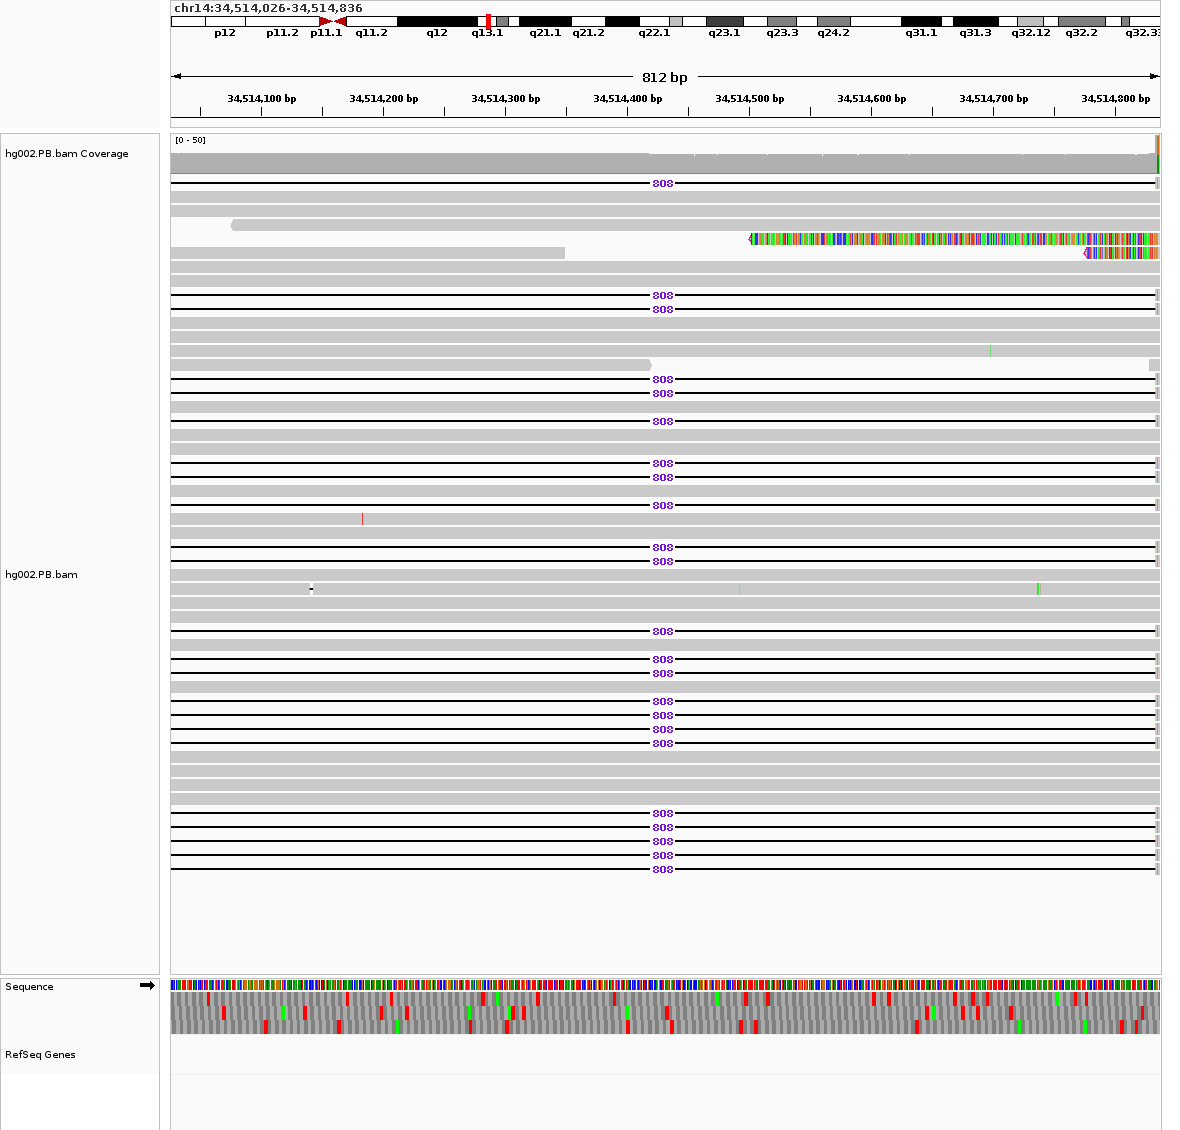 chr14:34,514,026-34,514,836
p12 p11.2 p11.1 q11.2 q12 q13.1 q21.1 q21.2 q22.1 q23.1 q23.3 q24.2 q31.1 q31.3 q32.12 q32.2 q32.33
812 bp
34,514,100 bp 34,514,200 bp 34,514,300 bp 34,514,400 bp 34,514,500 bp 34,514,600 bp 34,514,700 bp 34,514,800 bp
[0 - 50]
hg002.PB.bam Coverage
808
808
808
808
808
808
808
808
808
808
808
hg002.PB.bam
808
808
808
808
808
808
808
808
808
808
808
808
Sequence
RefSeq Genes